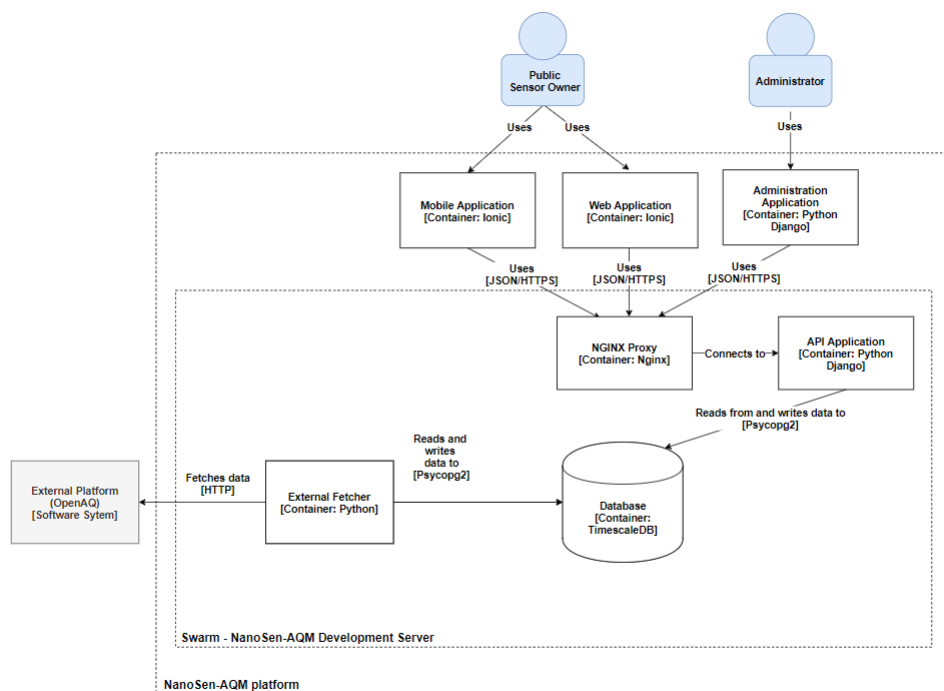 Public
Sensor Owner
Administrator
Uses
Uses
Uses
Mobile Application
[Container: Ionic]
Web Application
[Container: Ionic]
Administration
Application
[Container: Python
Django]
Uses
[JSON/HTTPS]
Uses
[JSON/HTTPS]
Uses
[JSON/HTTPS]
NGINX Proxy
[Container: Nginx]
Connects to
API Application
[Container: Python
Django]
Reads from and writes data to
[Psycopg2]
Reads and
writes
data to
[Psycopg2]
Fetches data
[HTTP]
External Platform
(OpenAQ)
[Software Sytem]
External Fetcher
[Container: Python]
Database
[Container:
TimescaleDB]
Swarm - NanoSen-AQM Development Server
NanoSen-AQM platform